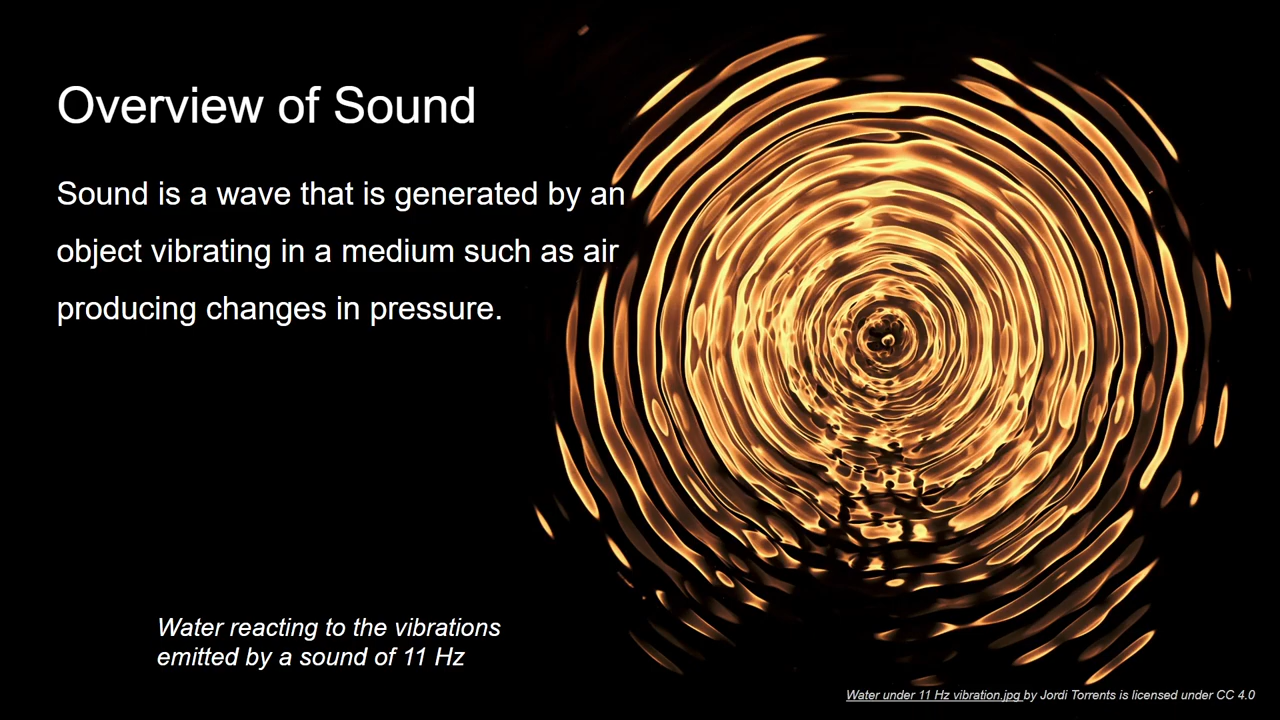 Overview of Sound
Sound is a wave that is generated by an
object vibrating in a medium such as air
producing changes in pressure.
Water reacting to the vibrations
emitted by a sound of 11 Hz
Water under 11 Hz vibration.jpg by Jordi Torrents is licensed under CC 4.0